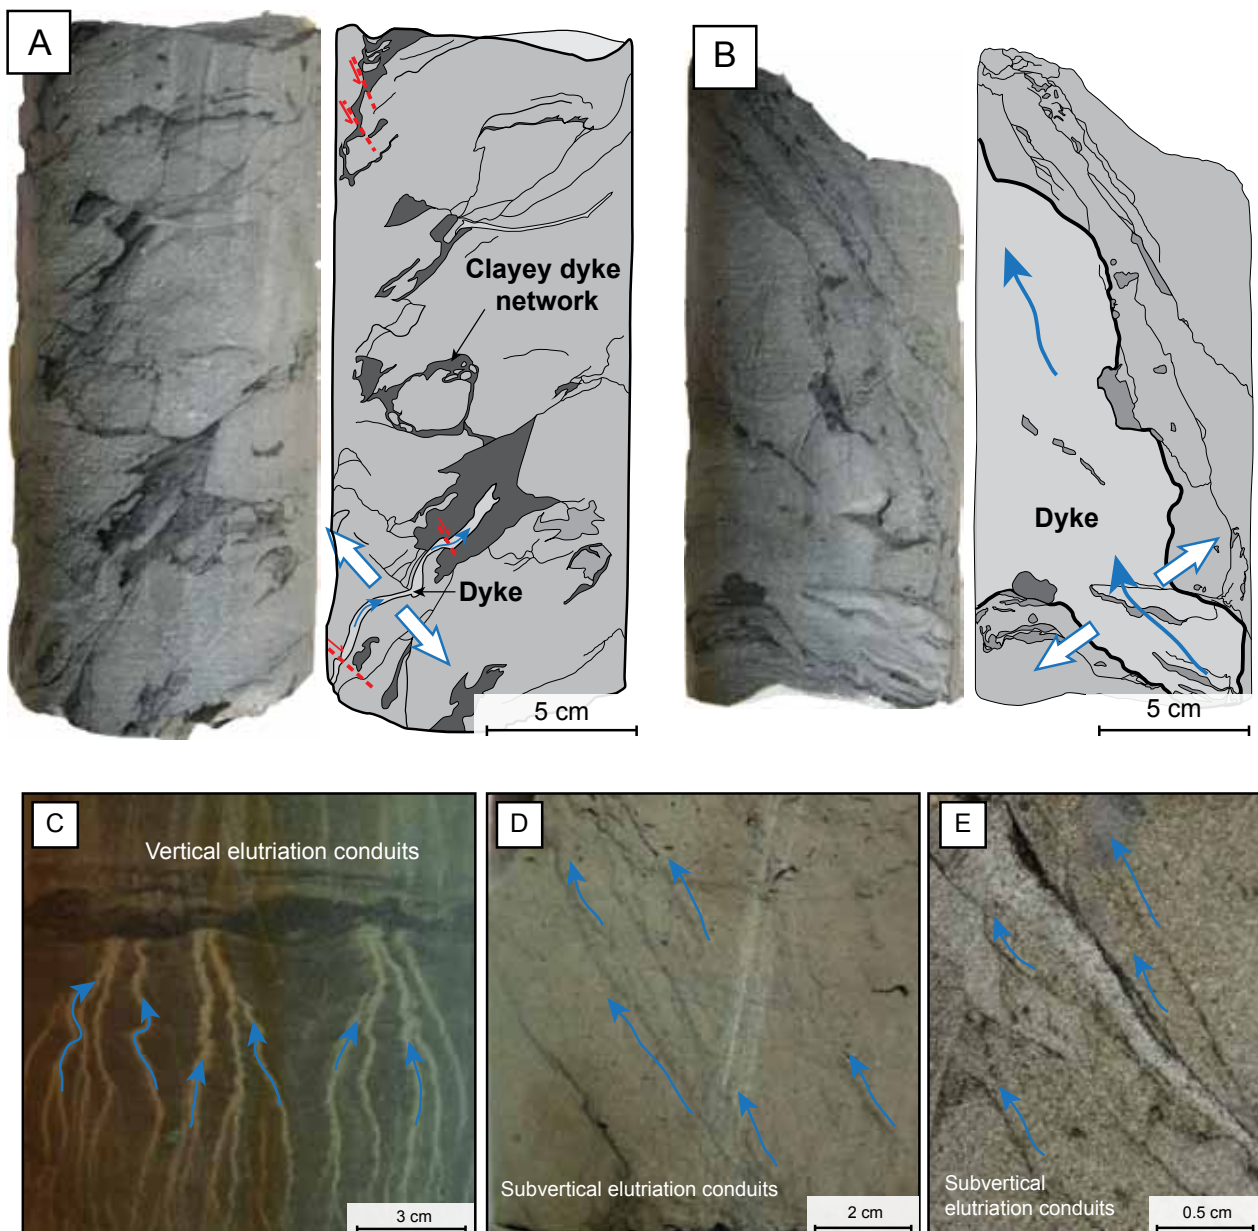 A
B
Clayey dyke
network
Dyke
Dyke
5 cm
5 cm
C
Vertical elutriation conduits
3 cm
D
Subvertical elutriation conduits
2 cm
E
Subvertical
elutriation conduits
0.5 cm